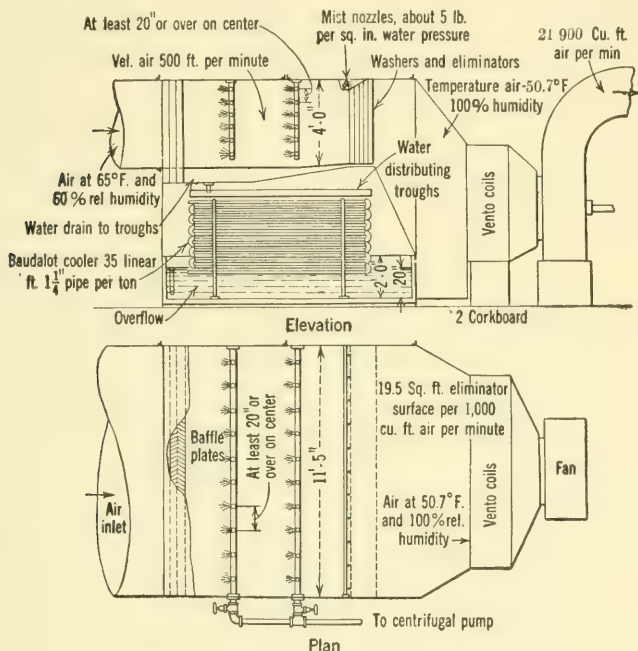 At least 20" or over on center
Mist nozzles, about 5 lb.
per sq. in. water pressure
21 900 Cu. ft.
air per min
Vel. air 500 ft. per minute
Washers and eliminators
Temperature air-50.7°F.
100% humidity
4'-0"
Air at 65°F. and
60% rel humidity
Water
distributing
troughs
Water drain to troughs
Vento coils
Baudalot cooler 35 linear
ft. 1 1/4" pipe per ton
2'-0"
20"
Overflow
Elevation
2 Corkboard
19.5 Sq. ft. eliminator
surface per 1,000
cu. ft. air per minute
Baffle
plates
At least 20" or
over on center
11'-5"
Air
inlet
Air at 50.7°F.
and 100% rel.
humidity
Vento coils
Fan
To centrifugal pump
Plan